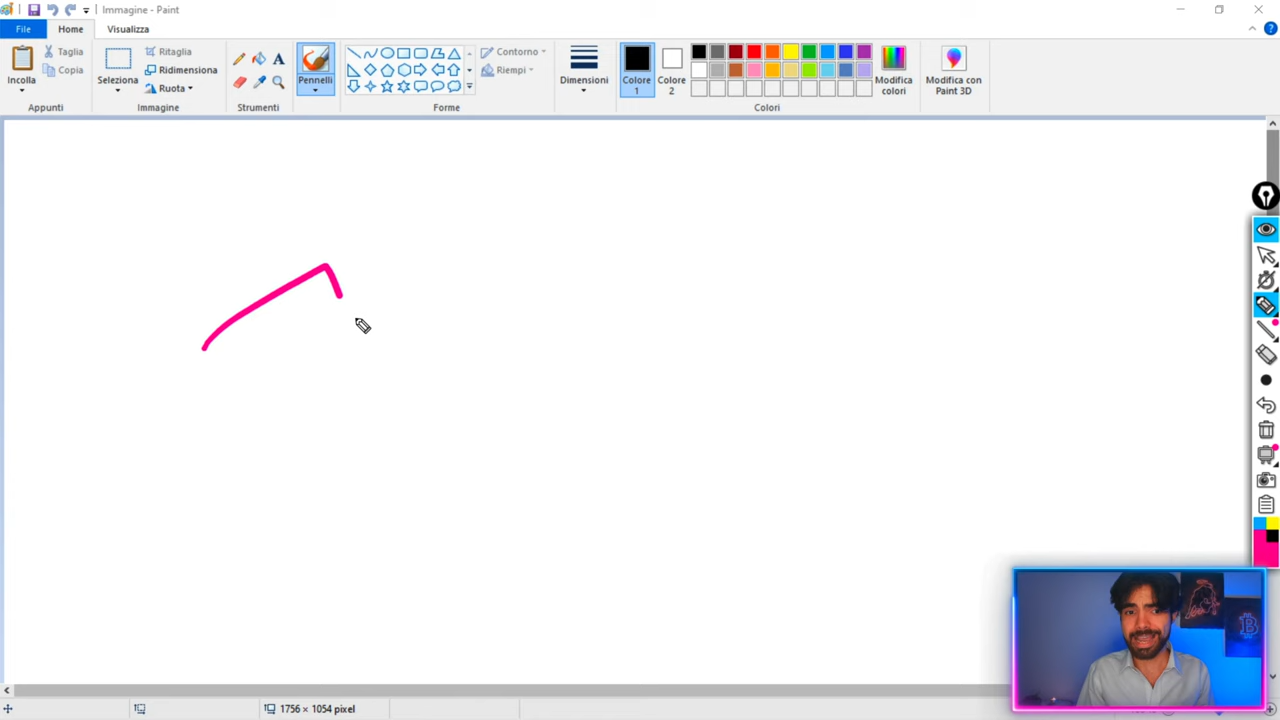 Immagine - Paint
File Home Visualizza
Incolla
Taglia
Copia
Appunti
Seleziona
Ritaglia
Ridimensiona
Ruota
Immagine
Strumenti
Pennelli
Contorno
Riempi
Forme
Dimensioni
Colore
1
Colore
2
Modifica
colori
Colori
Modifica con
Paint 3D
1756 × 1054 pixel